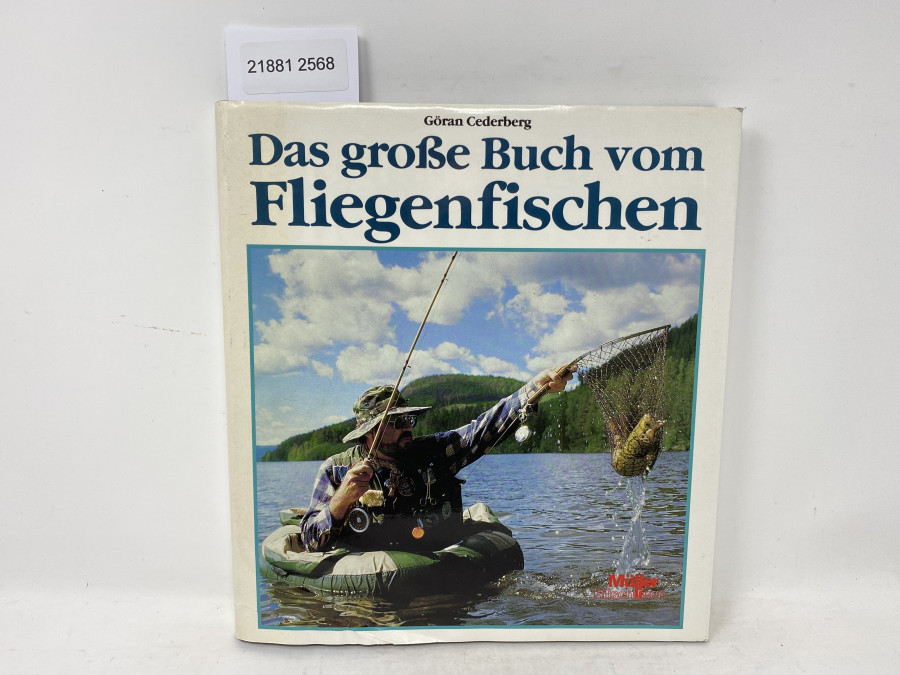 21881 2568
Göran Cederberg
Das große Buch vom
Fliegenfischen
Müller